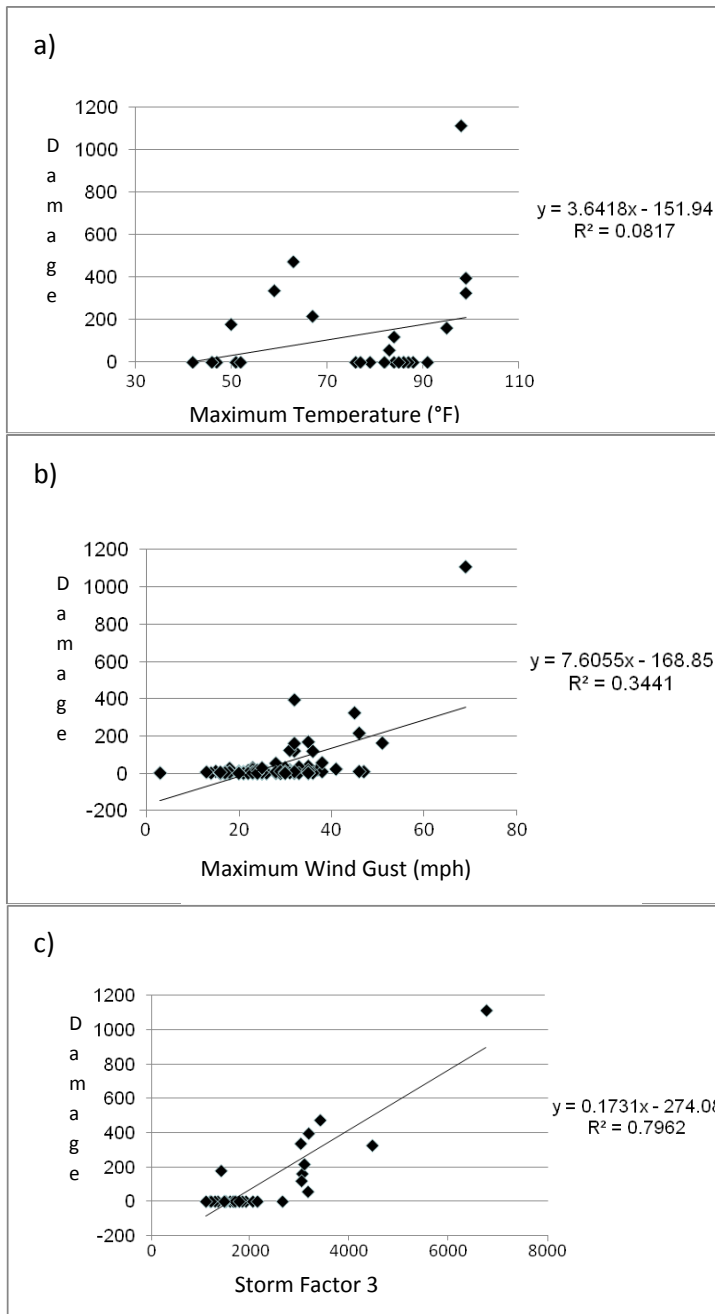 a)
Damage
1200
1000
800
600
400
200
0
30 50 70 90 110
Maximum Temperature (°F)
y = 3.6418x - 151.94
R² = 0.0817
b)
Damage
1200
1000
800
600
400
200
0
-200
0 20 40 60 80
Maximum Wind Gust (mph)
y = 7.6055x - 168.85
R² = 0.3441
c)
Damage
1200
1000
800
600
400
200
0
-200
0 2000 4000 6000 8000
Storm Factor 3
y = 0.1731x - 274.08
R² = 0.7962